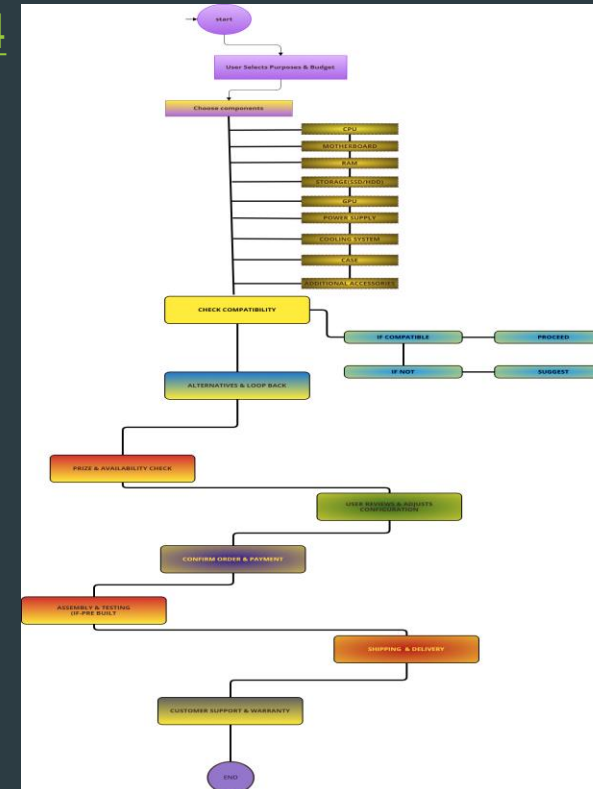 4
start
User Selects Purposes & Budget
Choose components
CPU
MOTHERBOARD
RAM
STORAGE(SSD/HDD)
GPU
POWER SUPPLY
COOLING SYSTEM
CASE
ADDITIONAL ACCESSORIES
CHECK COMPATIBILITY
IF COMPATIBLE
PROCEED
IF NOT
SUGGEST
ALTERNATIVES & LOOP BACK
PRIZE & AVAILABILITY CHECK
USER REVIEWS & ADJUSTS
CONFIGURATION
CONFIRM ORDER & PAYMENT
ASSEMBLY & TESTING
(IF-PRE BUILT
SHIPPING & DELIVERY
CUSTOMER SUPPORT & WARRANTY
END